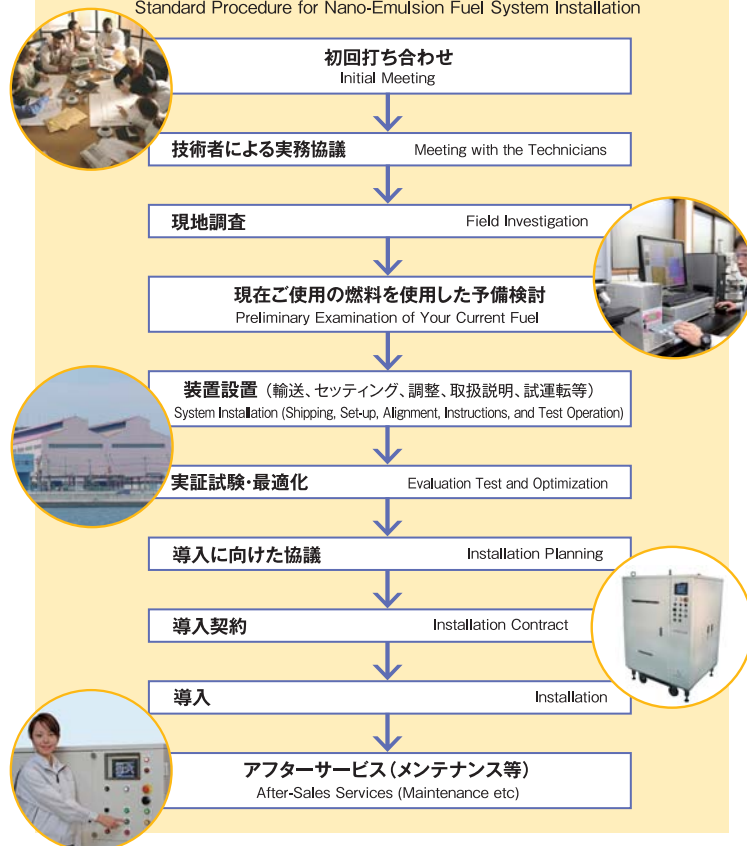 Standard Procedure for Nano-Emulsion Fuel System Installation
初回打ち合わせ
Initial Meeting
技術者による実務協議 Meeting with the Technicians
現地調査 Field Investigation
現在ご使用の燃料を使用した予備検討
Preliminary Examination of Your Current Fuel
装置設置（輸送、セッティング、調整、取扱説明、試運転等）
System Installation (Shipping, Set-up, Alignment, Instructions, and Test Operation)
実証試験・最適化 Evaluation Test and Optimization
導入に向けた協議 Installation Planning
導入契約 Installation Contract
導入 Installation
アフターサービス（メンテナンス等）
After-Sales Services (Maintenance etc)